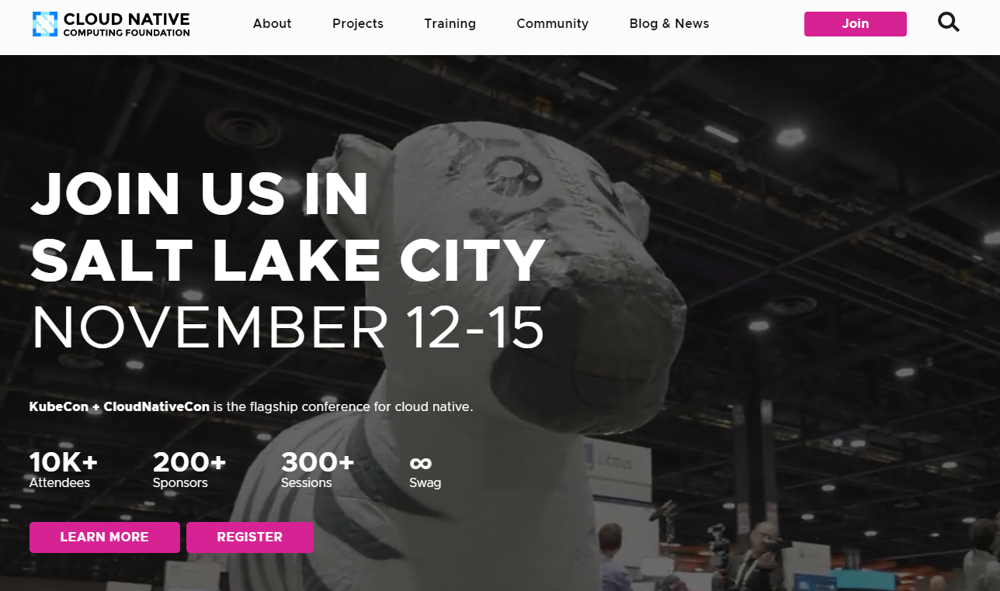 CLOUD NATIVE
COMPUTING FOUNDATION
About
Projects
Training
Community
Blog & News
Join
JOIN US IN
SALT LAKE CITY
NOVEMBER 12-15
KubeCon + CloudNativeCon is the flagship conference for cloud native.
10K+
Attendees
200+
Sponsors
300+
Sessions
∞
Swag
LEARN MORE
REGISTER
Litmus